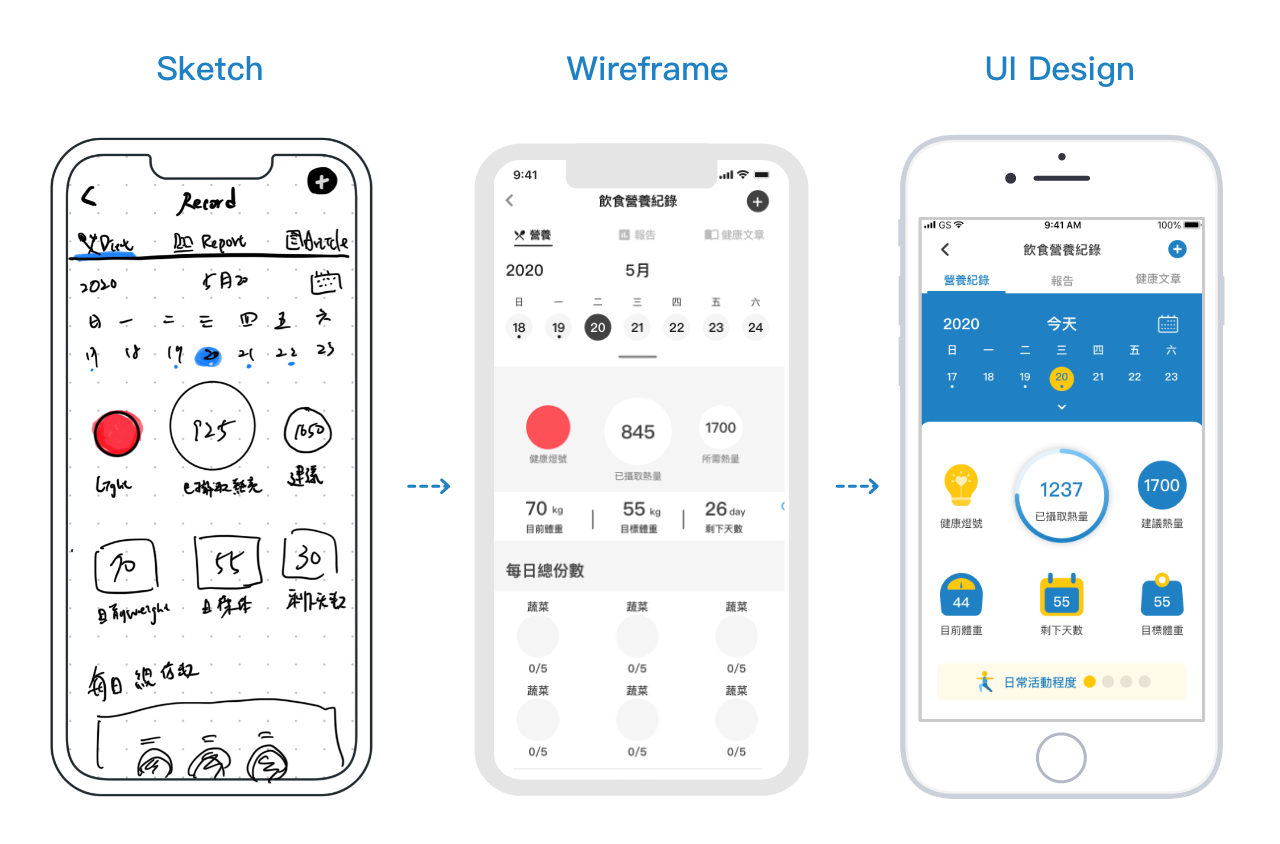 Sketch
Wireframe
UI Design
Record
Diet Report Article
2020 5月20
日 一 二 三 四 五 六
17 18 19 20 21 22 23
925 1650
Light 已攝取熱量 建議
70 55 30
目前weight 目標体 剩下天數
每日總份數
9:41
飲食營養紀錄
營養 報告 健康文章
2020 5月
日 一 二 三 四 五 六
18 19 20 21 22 23 24
845 1700
健康燈號 已攝取熱量 所需熱量
70 kg 55 kg 26 day
目前體重 目標體重 剩下天數
每日總份數
蔬菜 蔬菜 蔬菜
0/5 0/5 0/5
蔬菜 蔬菜 蔬菜
0/5 0/5 0/5
GS 9:41 AM 100%
飲食營養紀錄
營養紀錄 報告 健康文章
2020 今天
日 一 二 三 四 五 六
17 18 19 20 21 22 23
1237 1700
健康燈號 已攝取熱量 建議熱量
44 55 55
目前體重 剩下天數 目標體重
日常活動程度